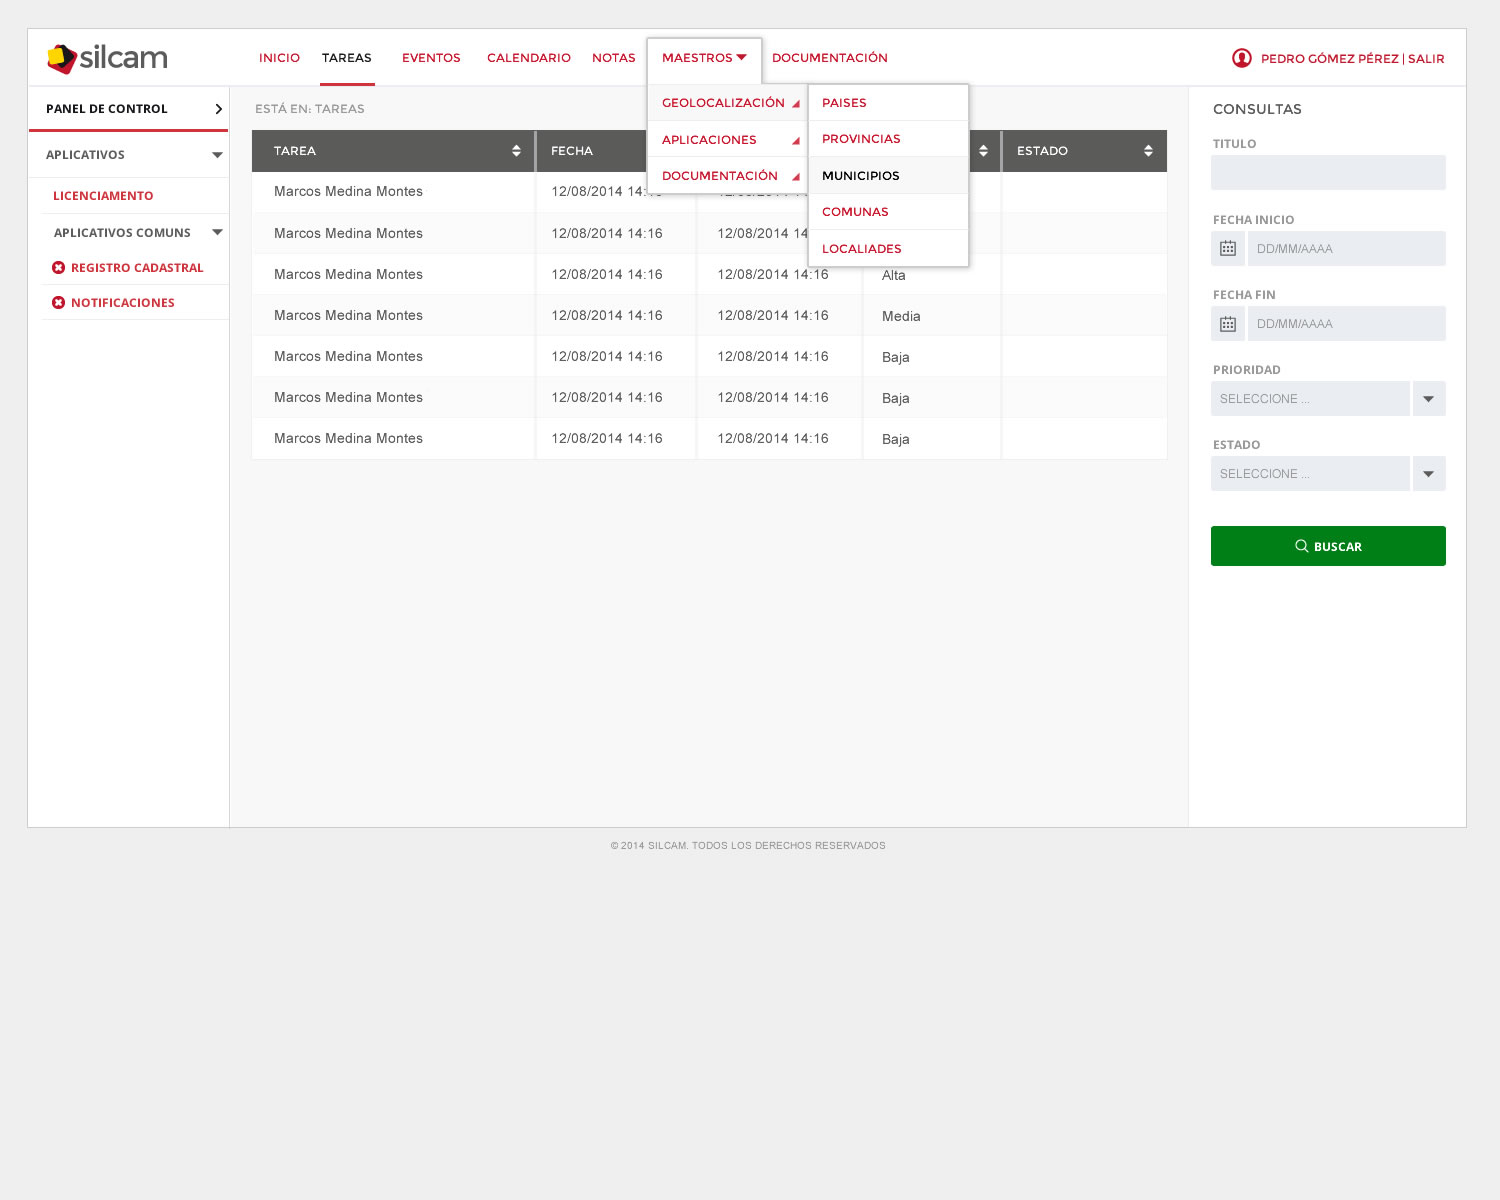 silcam
INICIO TAREAS EVENTOS CALENDARIO NOTAS MAESTROS DOCUMENTACIÓN
PEDRO GÓMEZ PÉREZ | SALIR
PANEL DE CONTROL
APLICATIVOS
LICENCIAMENTO
APLICATIVOS COMUNS
REGISTRO CADASTRAL
NOTIFICACIONES
ESTÁ EN: TAREAS
GEOLOCALIZACIÓN
APLICACIONES
DOCUMENTACIÓN
PAISES
PROVINCIAS
MUNICIPIOS
COMUNAS
LOCALIADES
TAREA FECHA ESTADO
Marcos Medina Montes 12/08/2014 14:16
Marcos Medina Montes 12/08/2014 14:16 12/08/2014 14
Marcos Medina Montes 12/08/2014 14:16 12/08/2014 14:16 Alta
Marcos Medina Montes 12/08/2014 14:16 12/08/2014 14:16 Media
Marcos Medina Montes 12/08/2014 14:16 12/08/2014 14:16 Baja
Marcos Medina Montes 12/08/2014 14:16 12/08/2014 14:16 Baja
Marcos Medina Montes 12/08/2014 14:16 12/08/2014 14:16 Baja
CONSULTAS
TITULO
FECHA INICIO
DD/MM/AAAA
FECHA FIN
DD/MM/AAAA
PRIORIDAD
SELECCIONE ...
ESTADO
SELECCIONE ...
BUSCAR
© 2014 SILCAM. TODOS LOS DERECHOS RESERVADOS